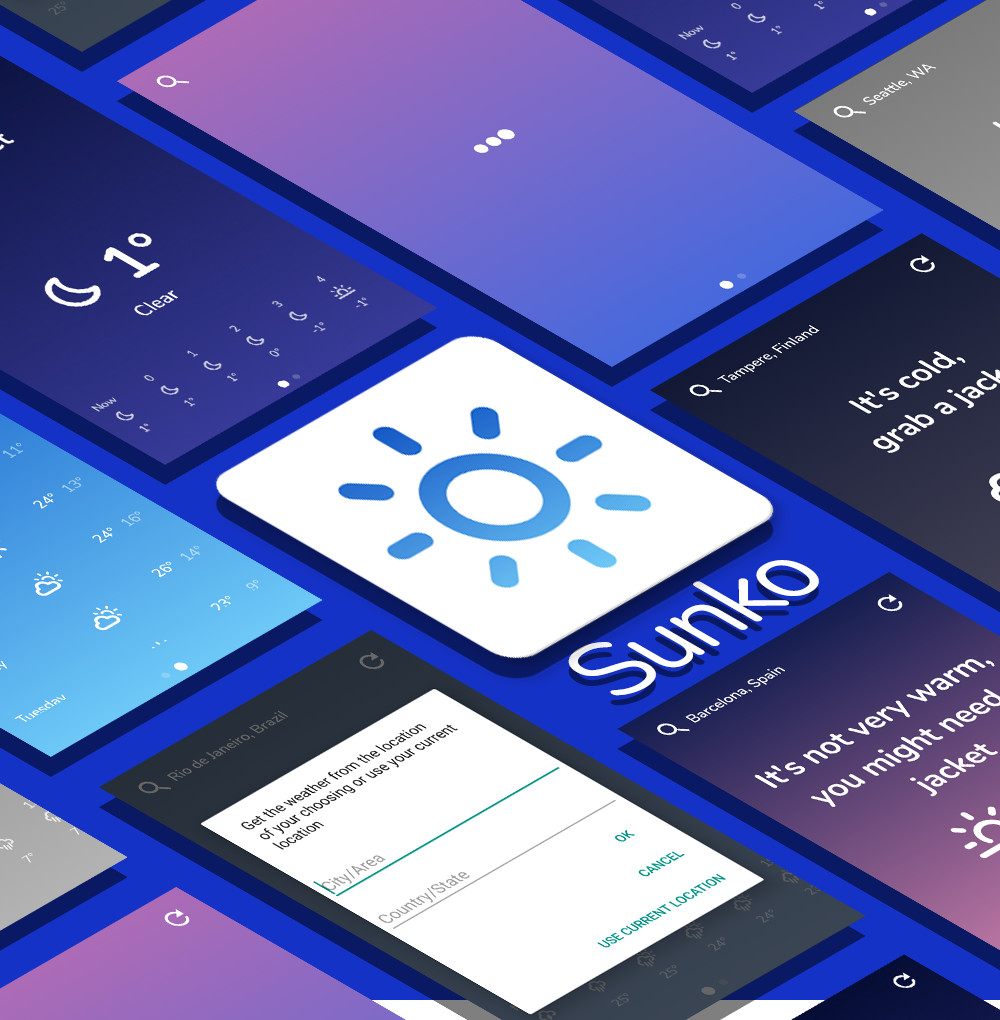 25°
Now
0
1°
1°
1°
Seattle, WA
1°
Clear
Now
0
1
2
3
4
1°
1°
1°
0°
-1°
-1°
Tampere, Finland
It's cold,
grab a jack
11°
24° 13°
24° 16°
26° 14°
23° 9°
Tuesday
Sunko
Rio de Janeiro, Brazil
Get the weather from the location
of your choosing or use your current
location
City/Area
Country/State
OK
CANCEL
USE CURRENT LOCATION
25°
25°
24°
24°
Barcelona, Spain
It's not very warm,
you might need
jacket
7°